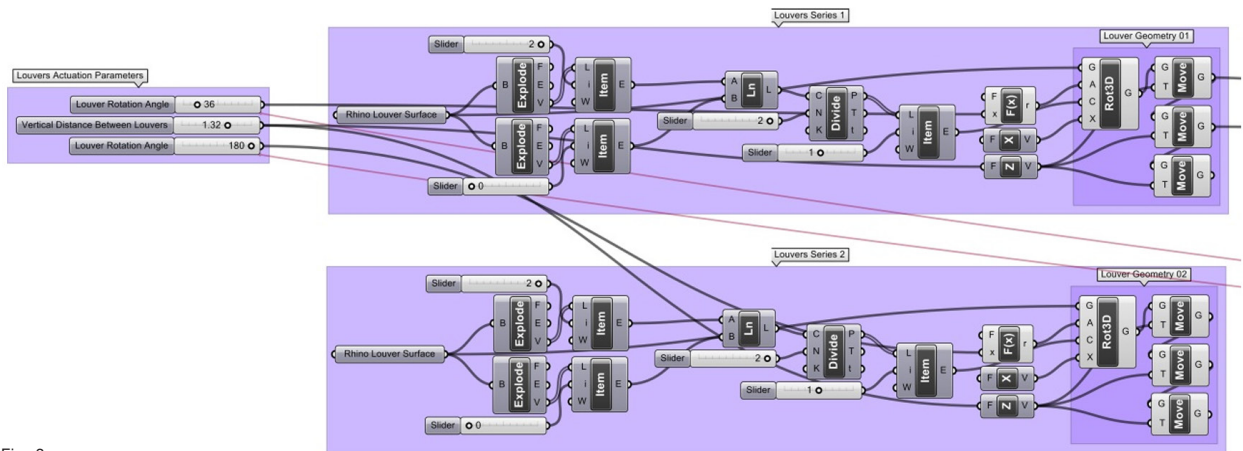 Louvers Actuation Parameters
Louver Rotation Angle 36
Vertical Distance Between Louvers 1.32
Louver Rotation Angle 180
Louvers Series 1
Slider 2
Rhino Louver Surface
B Explode F E V
B Explode F E V
L i W Item E
L i W Item E
Slider 0
A B Ln L
Slider 2
C N K Divide P T t
Slider 1
L i W Item E
F x F(x) r
F X V
F Z V
Louver Geometry 01
G A C X Rot3D G
G T Move G
G T Move G
G T Move G
Louvers Series 2
Slider 2
Rhino Louver Surface
B Explode F E V
B Explode F E V
L i W Item E
L i W Item E
Slider 0
A B Ln L
Slider 2
C N K Divide P T t
Slider 1
L i W Item E
F x F(x) r
F X V
F Z V
Louver Geometry 02
G A C X Rot3D G
G T Move G
G T Move G
G T Move G